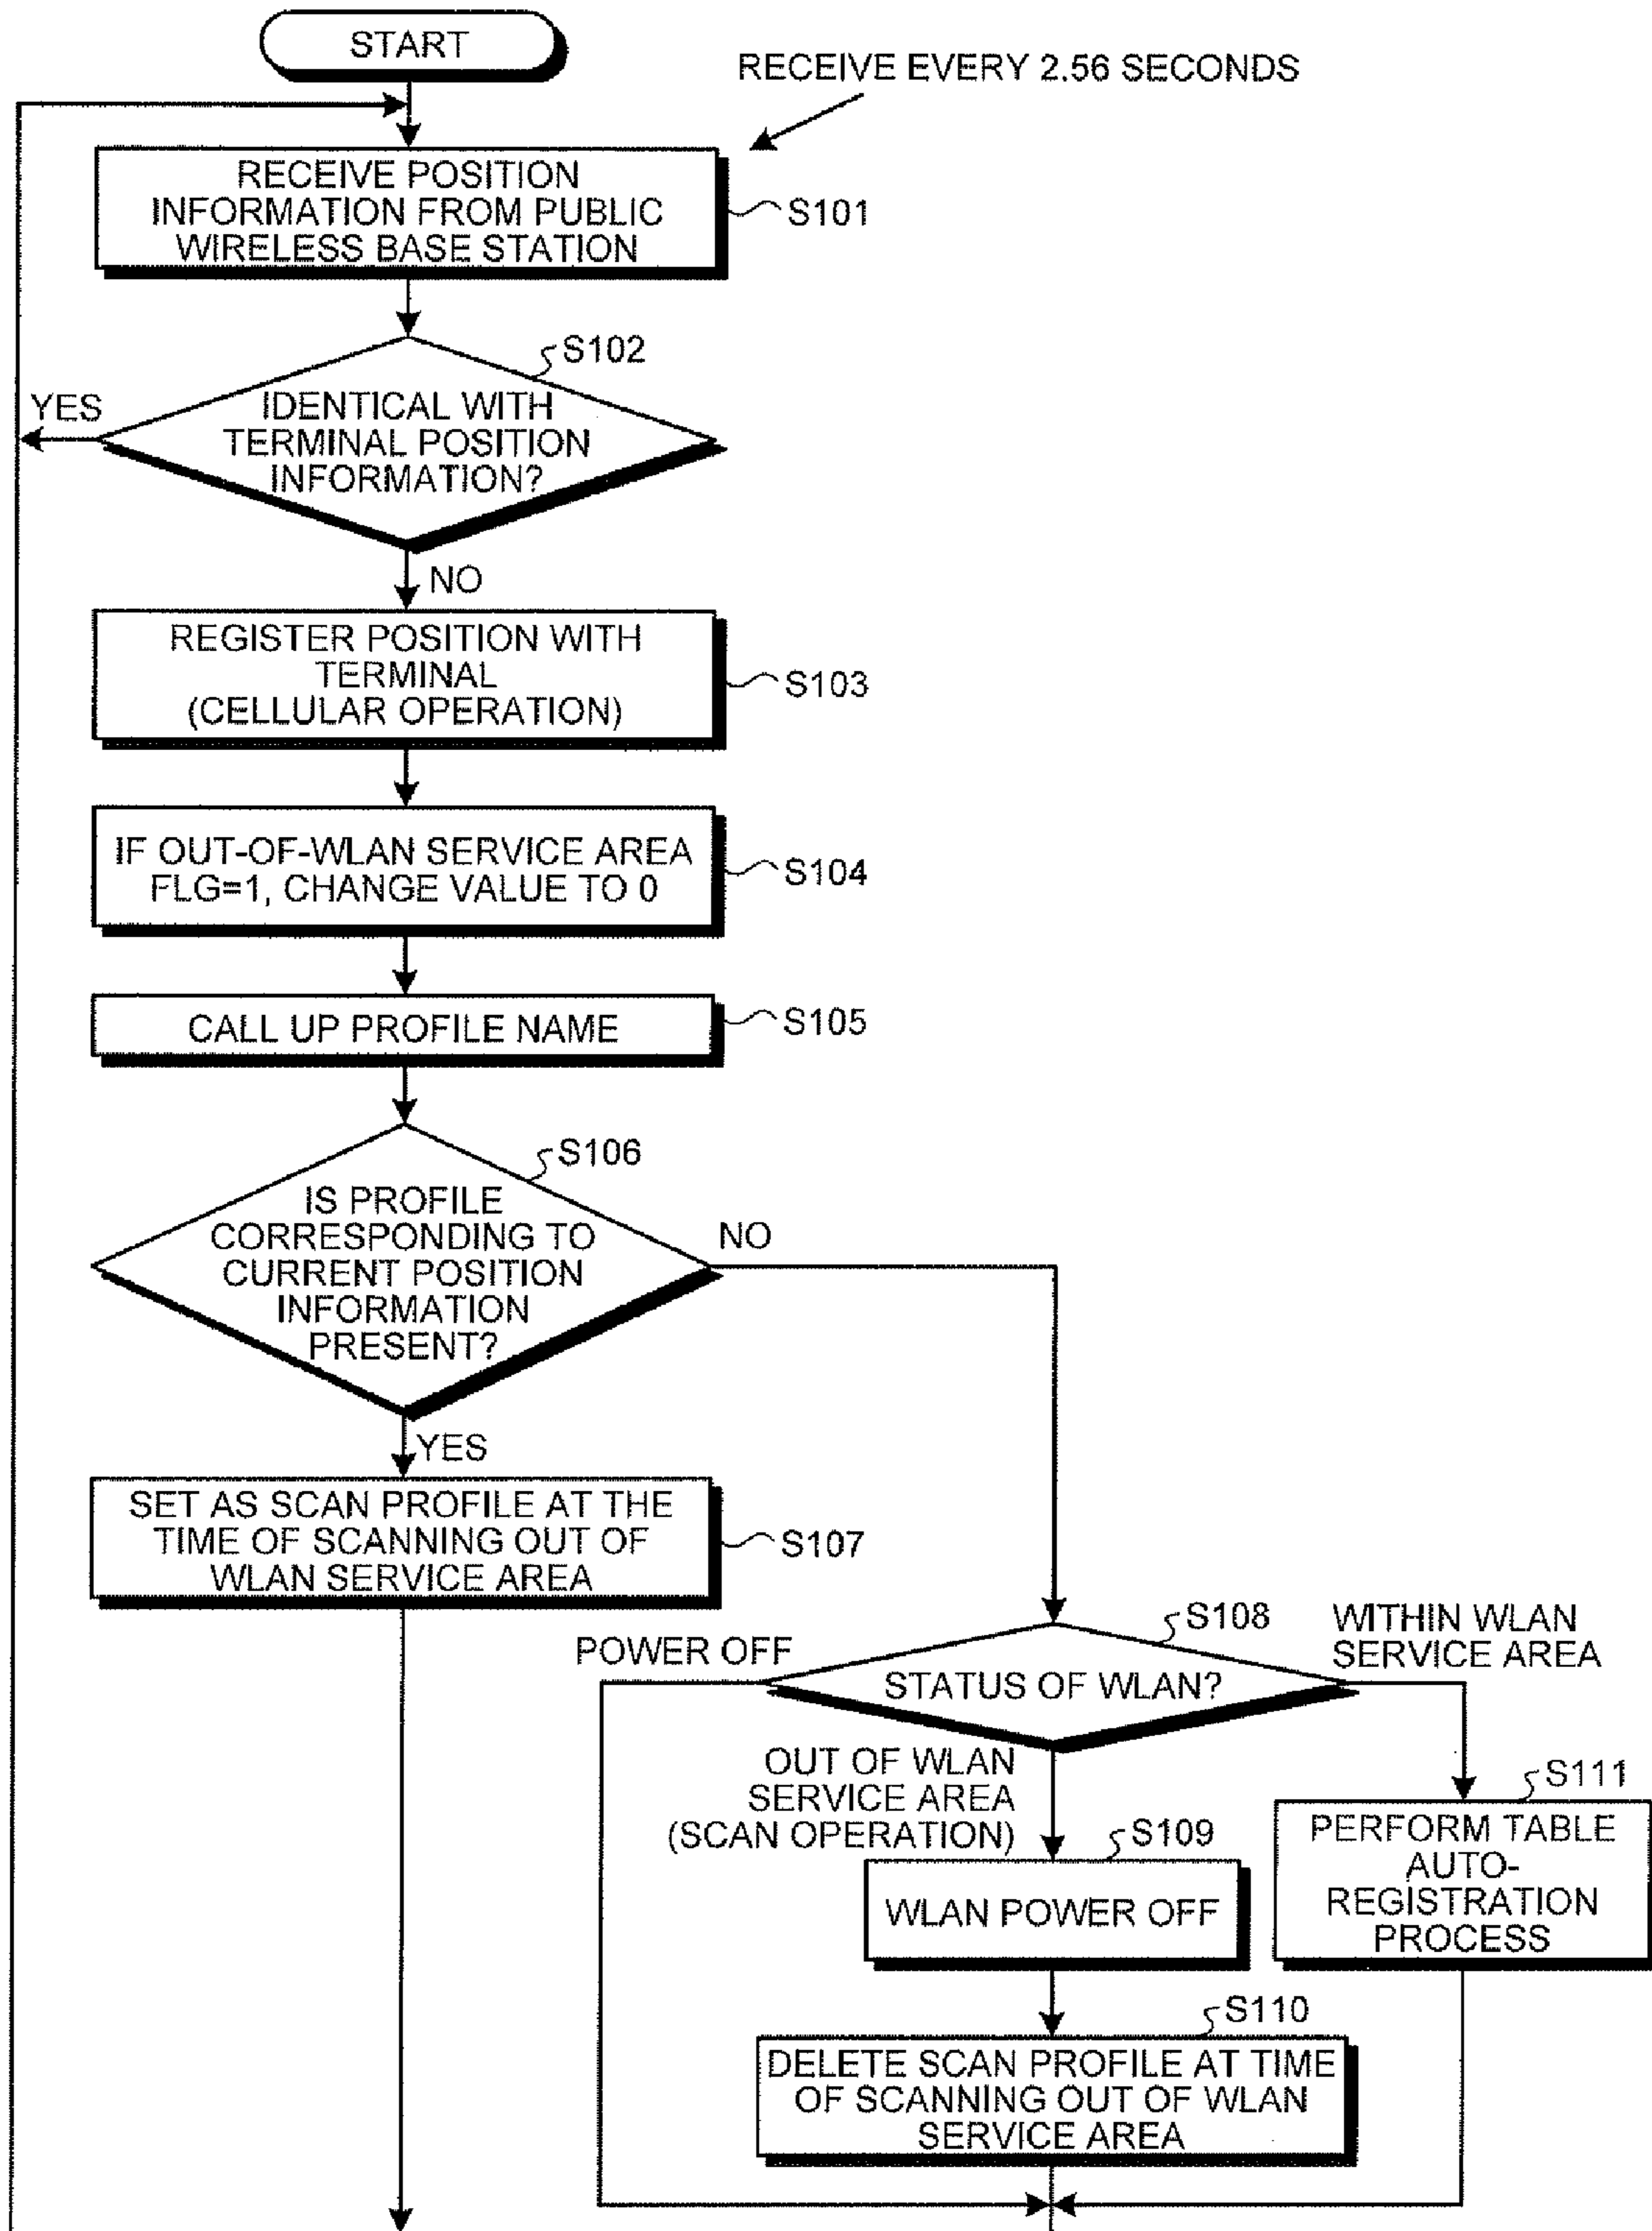 START
RECEIVE EVERY 2.56 SECONDS
RECEIVE POSITION
INFORMATION FROM PUBLIC
WIRELESS BASE STATION
S101
S102
YES
IDENTICAL WITH
TERMINAL POSITION
INFORMATION?
NO
REGISTER POSITION WITH
TERMINAL
(CELLULAR OPERATION)
S103
IF OUT-OF-WLAN SERVICE AREA
FLG=1, CHANGE VALUE TO 0
S104
CALL UP PROFILE NAME
S105
S106
IS PROFILE
CORRESPONDING TO
CURRENT POSITION
INFORMATION
PRESENT?
NO
YES
SET AS SCAN PROFILE AT THE
TIME OF SCANNING OUT OF
WLAN SERVICE AREA
S107
S108
POWER OFF
STATUS OF WLAN?
WITHIN WLAN
SERVICE AREA
OUT OF WLAN
SERVICE AREA
(SCAN OPERATION)
S109
WLAN POWER OFF
S111
PERFORM TABLE
AUTO-
REGISTRATION
PROCESS
S110
DELETE SCAN PROFILE AT TIME
OF SCANNING OUT OF WLAN
SERVICE AREA